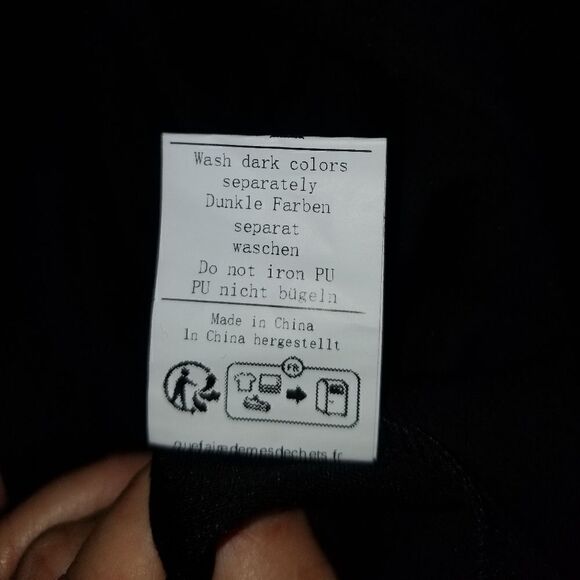 Wash dark colors
separately
Dunkle Farben
separat
waschen
Do not iron PU
PU nicht bügeln
Made in China
In China hergestellt
FR
quefairedemesdechets.fr